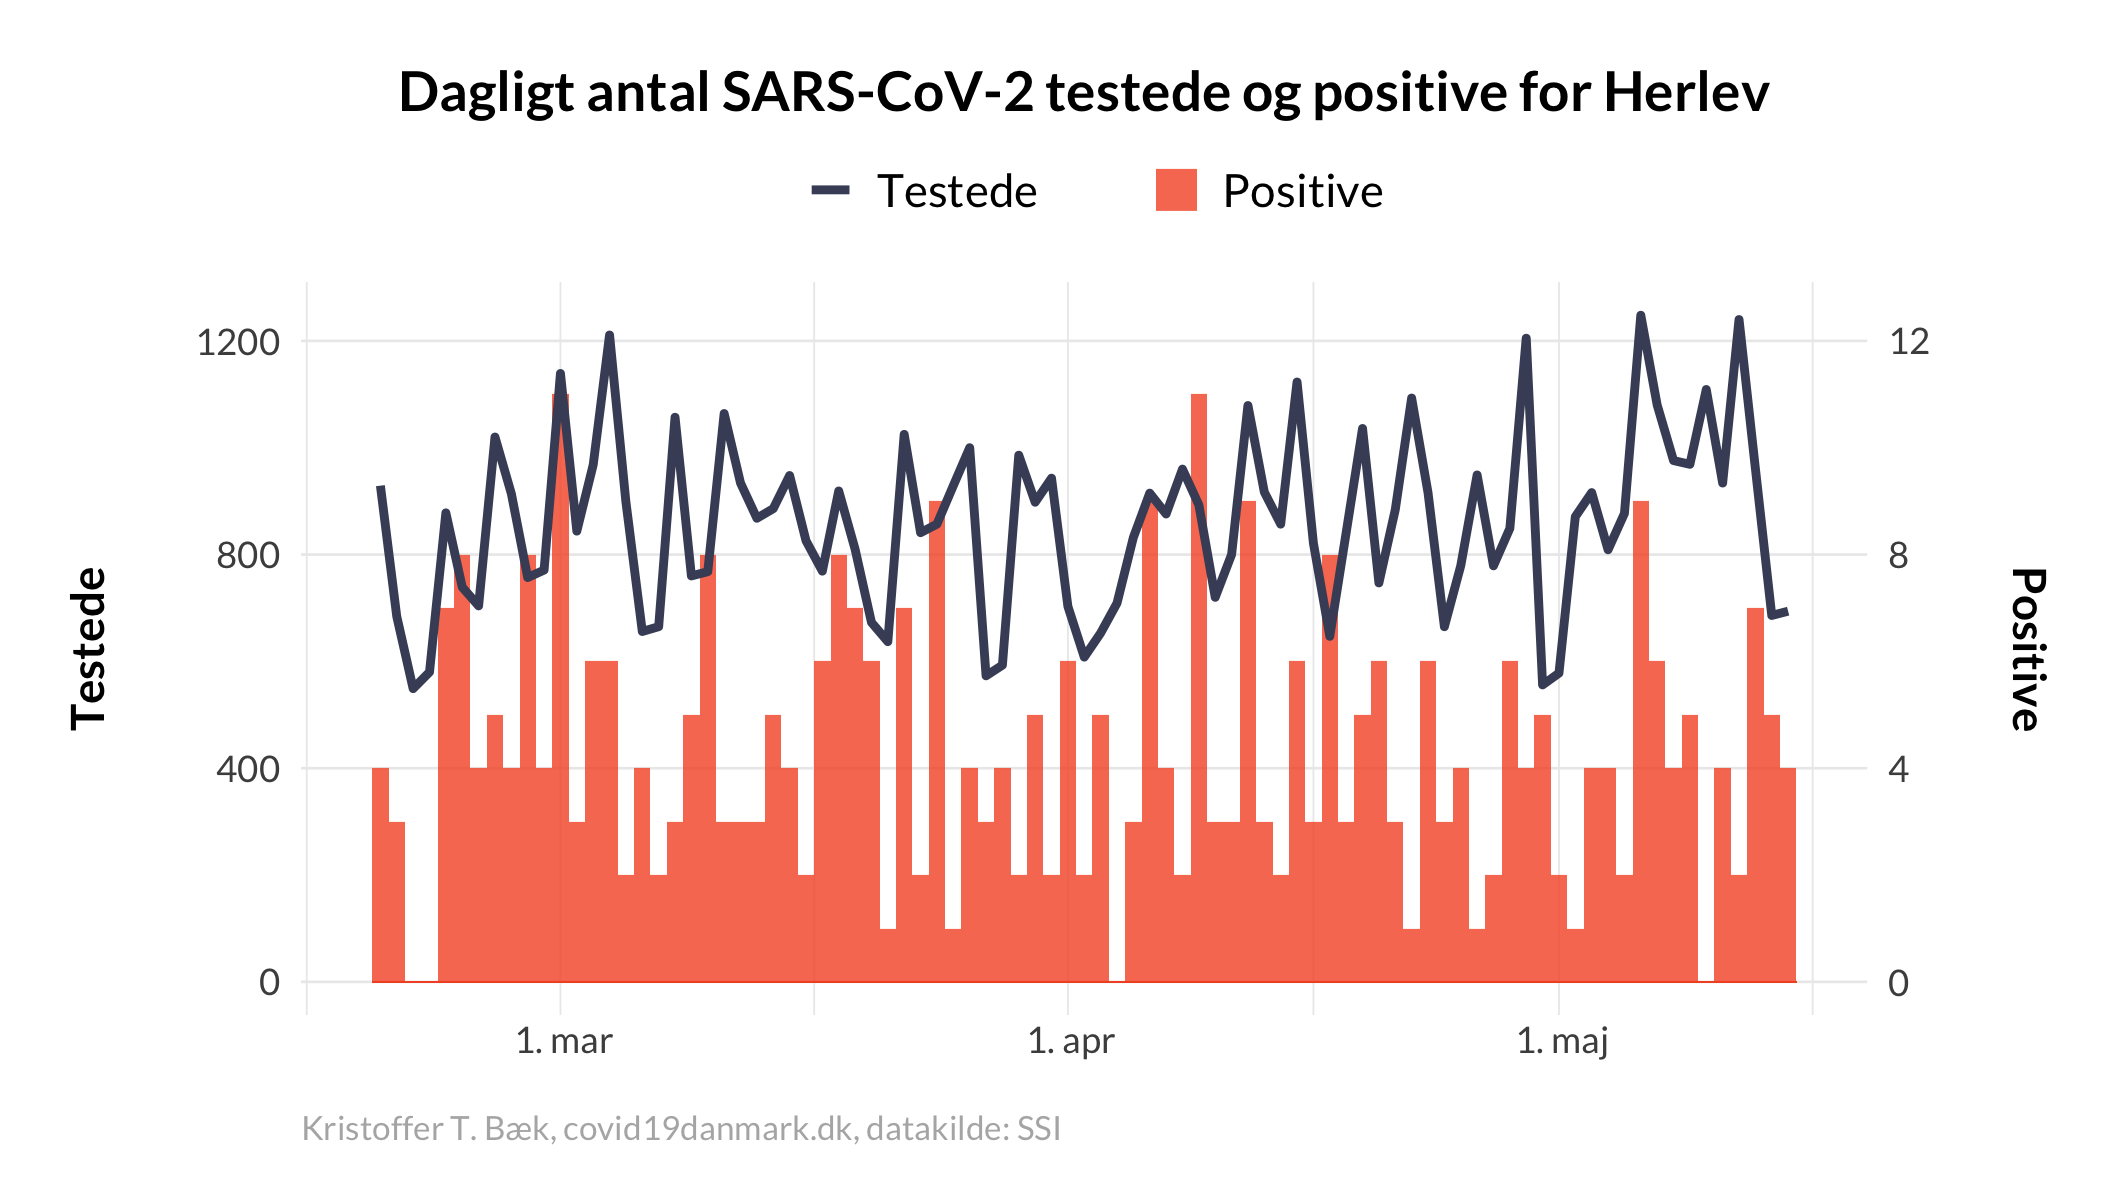 Dagligt antal SARS-CoV-2 testede og positive for Herlev
Testede
Positive
1200
800
400
0
12
8
4
0
Testede
Positive
1. mar
1. apr
1. maj
Kristoffer T. Bæk, covid19danmark.dk, datakilde: SSI